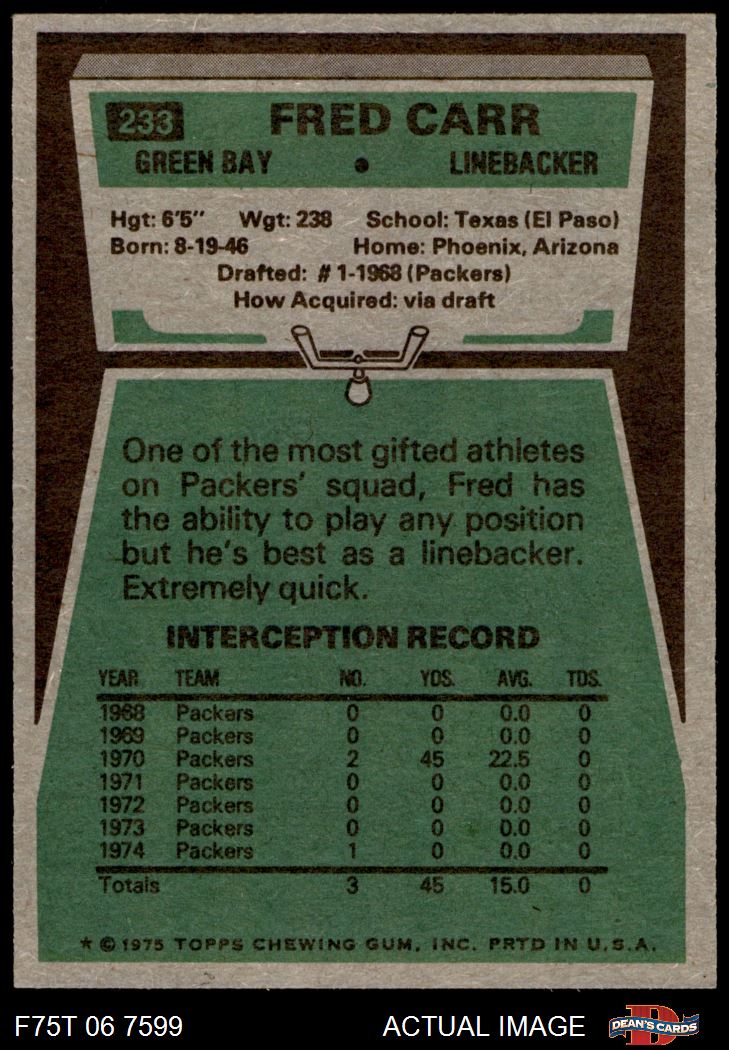 233 FRED CARR
GREEN BAY • LINEBACKER
Hgt: 6'5" Wgt: 238 School: Texas (El Paso)
Born: 8-19-46 Home: Phoenix, Arizona
Drafted: #1-1968 (Packers)
How Acquired: via draft
One of the most gifted athletes
on Packers' squad, Fred has
the ability to play any position
but he's best as a linebacker.
Extremely quick.
INTERCEPTION RECORD
YEAR TEAM NO. YDS. AVG. TDS.
1968 Packers 0 0 0.0 0
1969 Packers 0 0 0.0 0
1970 Packers 2 45 22.5 0
1971 Packers 0 0 0.0 0
1972 Packers 0 0 0.0 0
1973 Packers 0 0 0.0 0
1974 Packers 1 0 0.0 0
Totals 3 45 15.0 0
★ © 1975 TOPPS CHEWING GUM, INC. PRTD IN U.S.A.
F75T 06 7599 ACTUAL IMAGE D DEAN'S CARDS